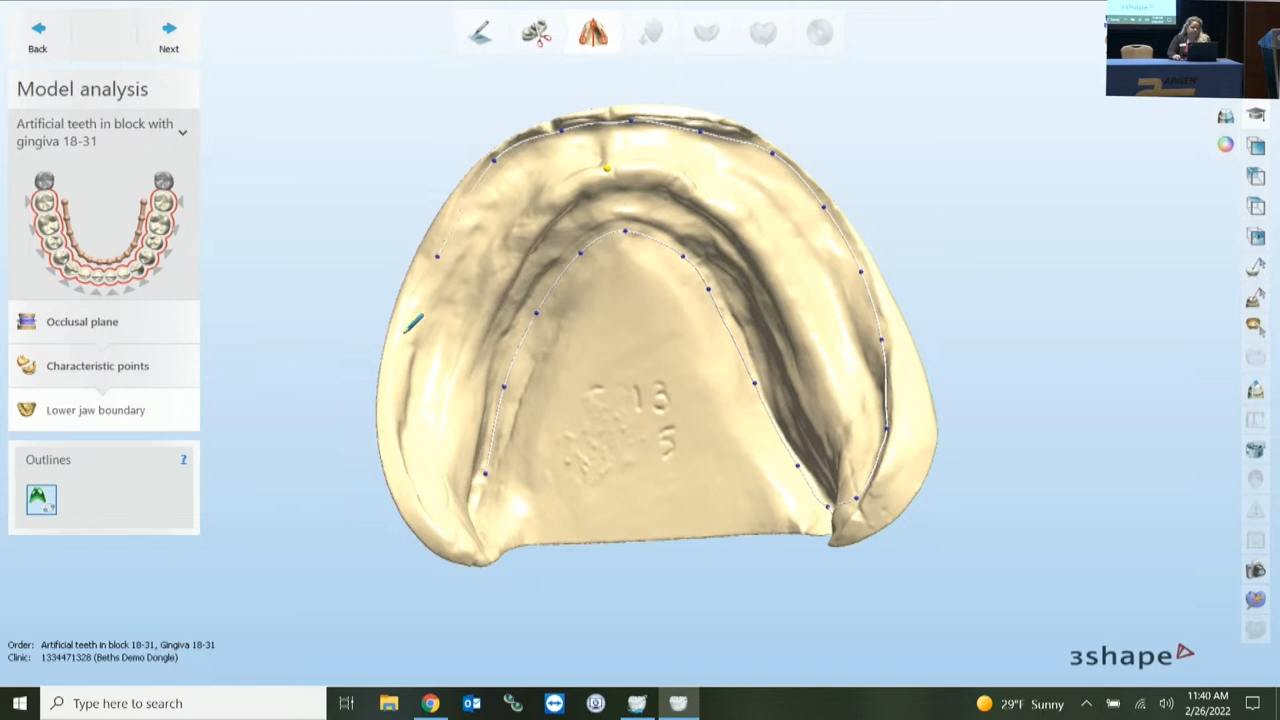 Back
Next
Model analysis
Artificial teeth in block with
gingiva 18-31
Occlusal plane
Characteristic points
Lower jaw boundary
Outlines
?
Order: Artificial teeth in block 18-31, Gingiva 18-31
Clinic: 1334471328 (Beths Demo Dongle)
3shape
ARGEN
3shape
Type here to search
29°F Sunny
11:40 AM
2/26/2022